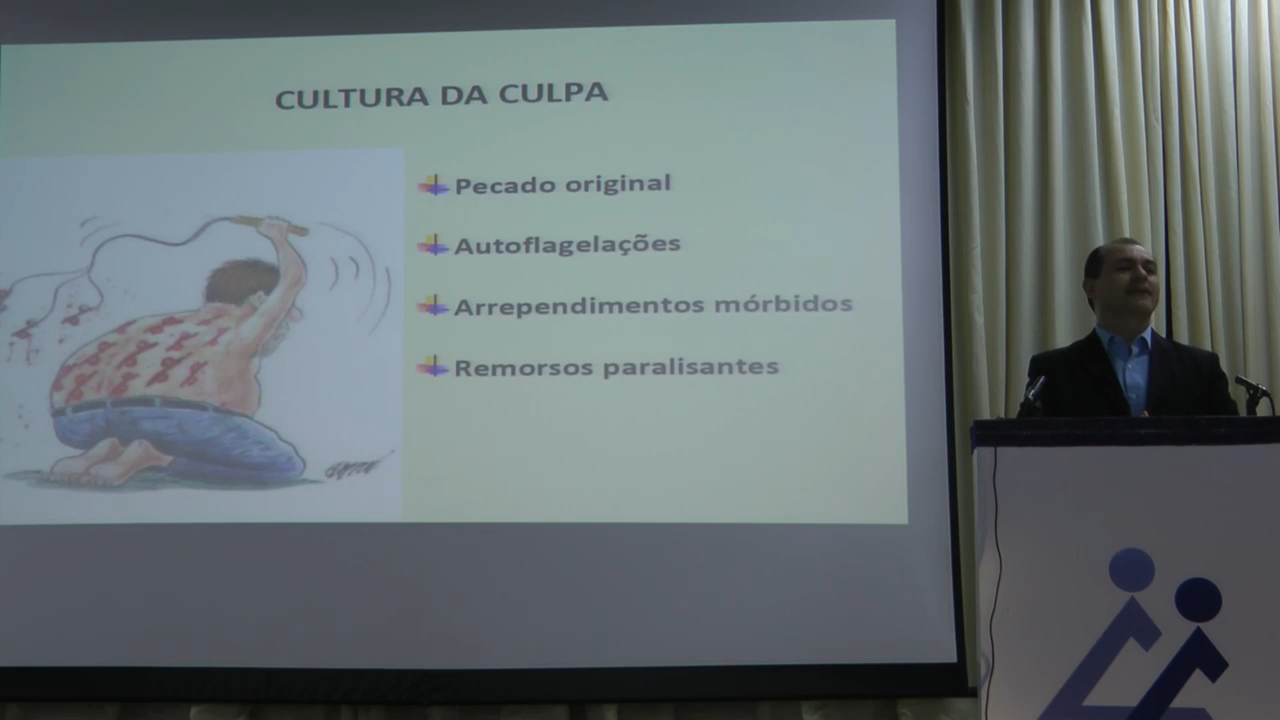 CULTURA DA CULPA
Pecado original
Autoflagelações
Arrependimentos mórbidos
Remorsos paralisantes